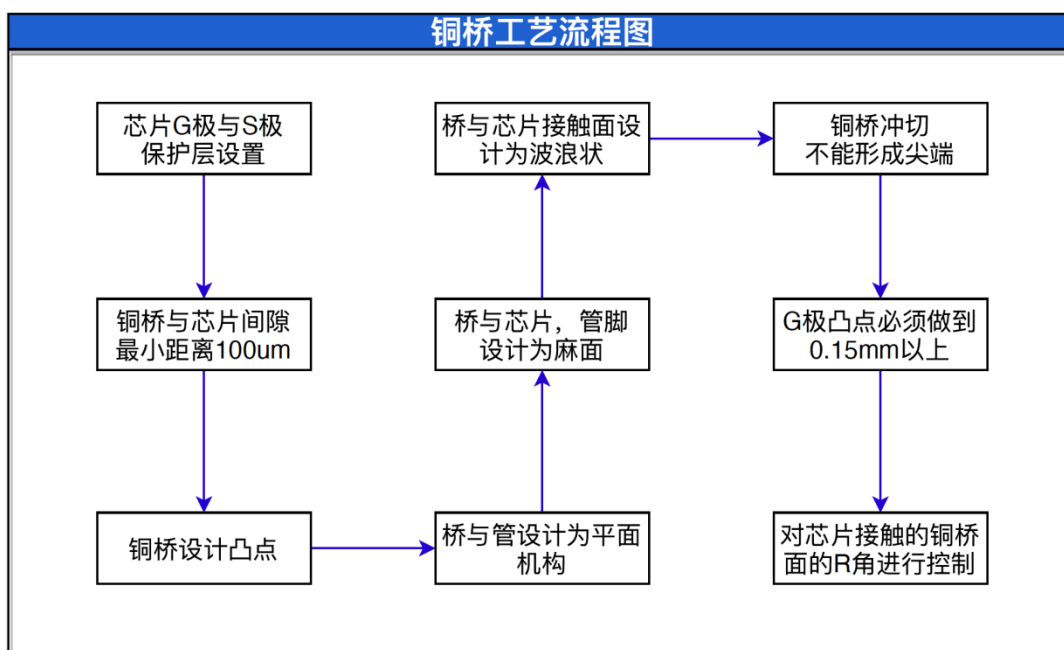 铜桥工艺流程图
芯片G极与S极
保护层设置
铜桥与芯片间隙
最小距离100um
铜桥设计凸点
桥与管设计为平面
机构
桥与芯片，管脚
设计为麻面
桥与芯片接触面设
计为波浪状
铜桥冲切
不能形成尖端
G极凸点必须做到
0.15mm以上
对芯片接触的铜桥
面的R角进行控制